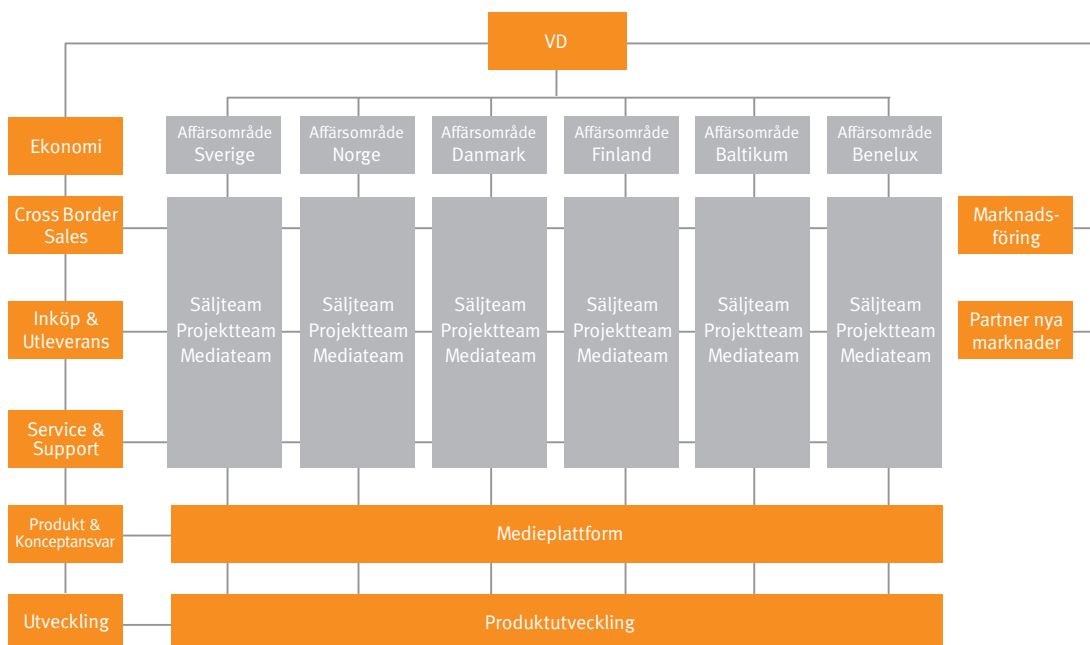 VD
Ekonomi
Affärsområde
Sverige
Affärsområde
Norge
Affärsområde
Danmark
Affärsområde
Finland
Affärsområde
Baltikum
Affärsområde
Benelux
Cross Border
Sales
Marknads-
föring
Inköp &
Utleverans
Säljteam
Projektteam
Mediateam
Säljteam
Projektteam
Mediateam
Säljteam
Projektteam
Mediateam
Säljteam
Projektteam
Mediateam
Säljteam
Projektteam
Mediateam
Säljteam
Projektteam
Mediateam
Partner nya
marknader
Service &
Support
Produkt &
Konceptansvar
Medieplattform
Utveckling
Produktutveckling